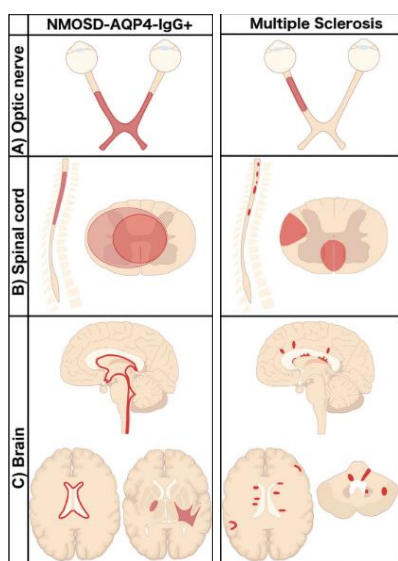 NMOSD-AQP4-IgG+
Multiple Sclerosis
A) Optic nerve
B) Spinal cord
C) Brain